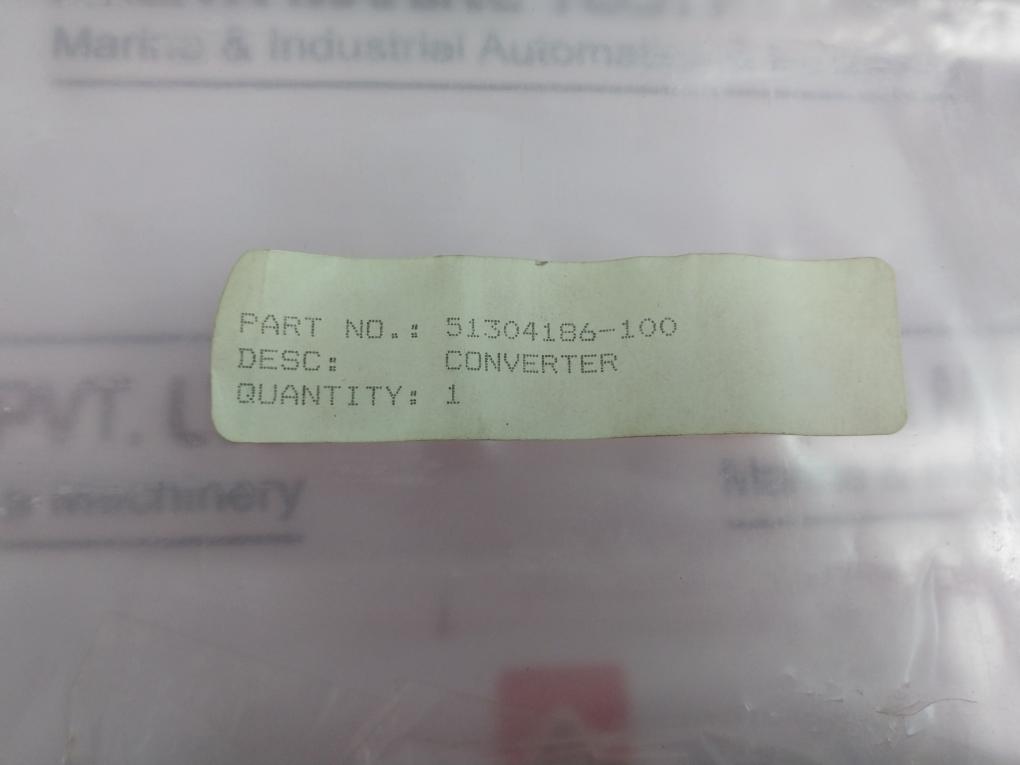 Marine & Industrial Automation &
PART NO.: 51304186-100
DESC: CONVERTER
QUANTITY: 1
PVT. L
& Machinery